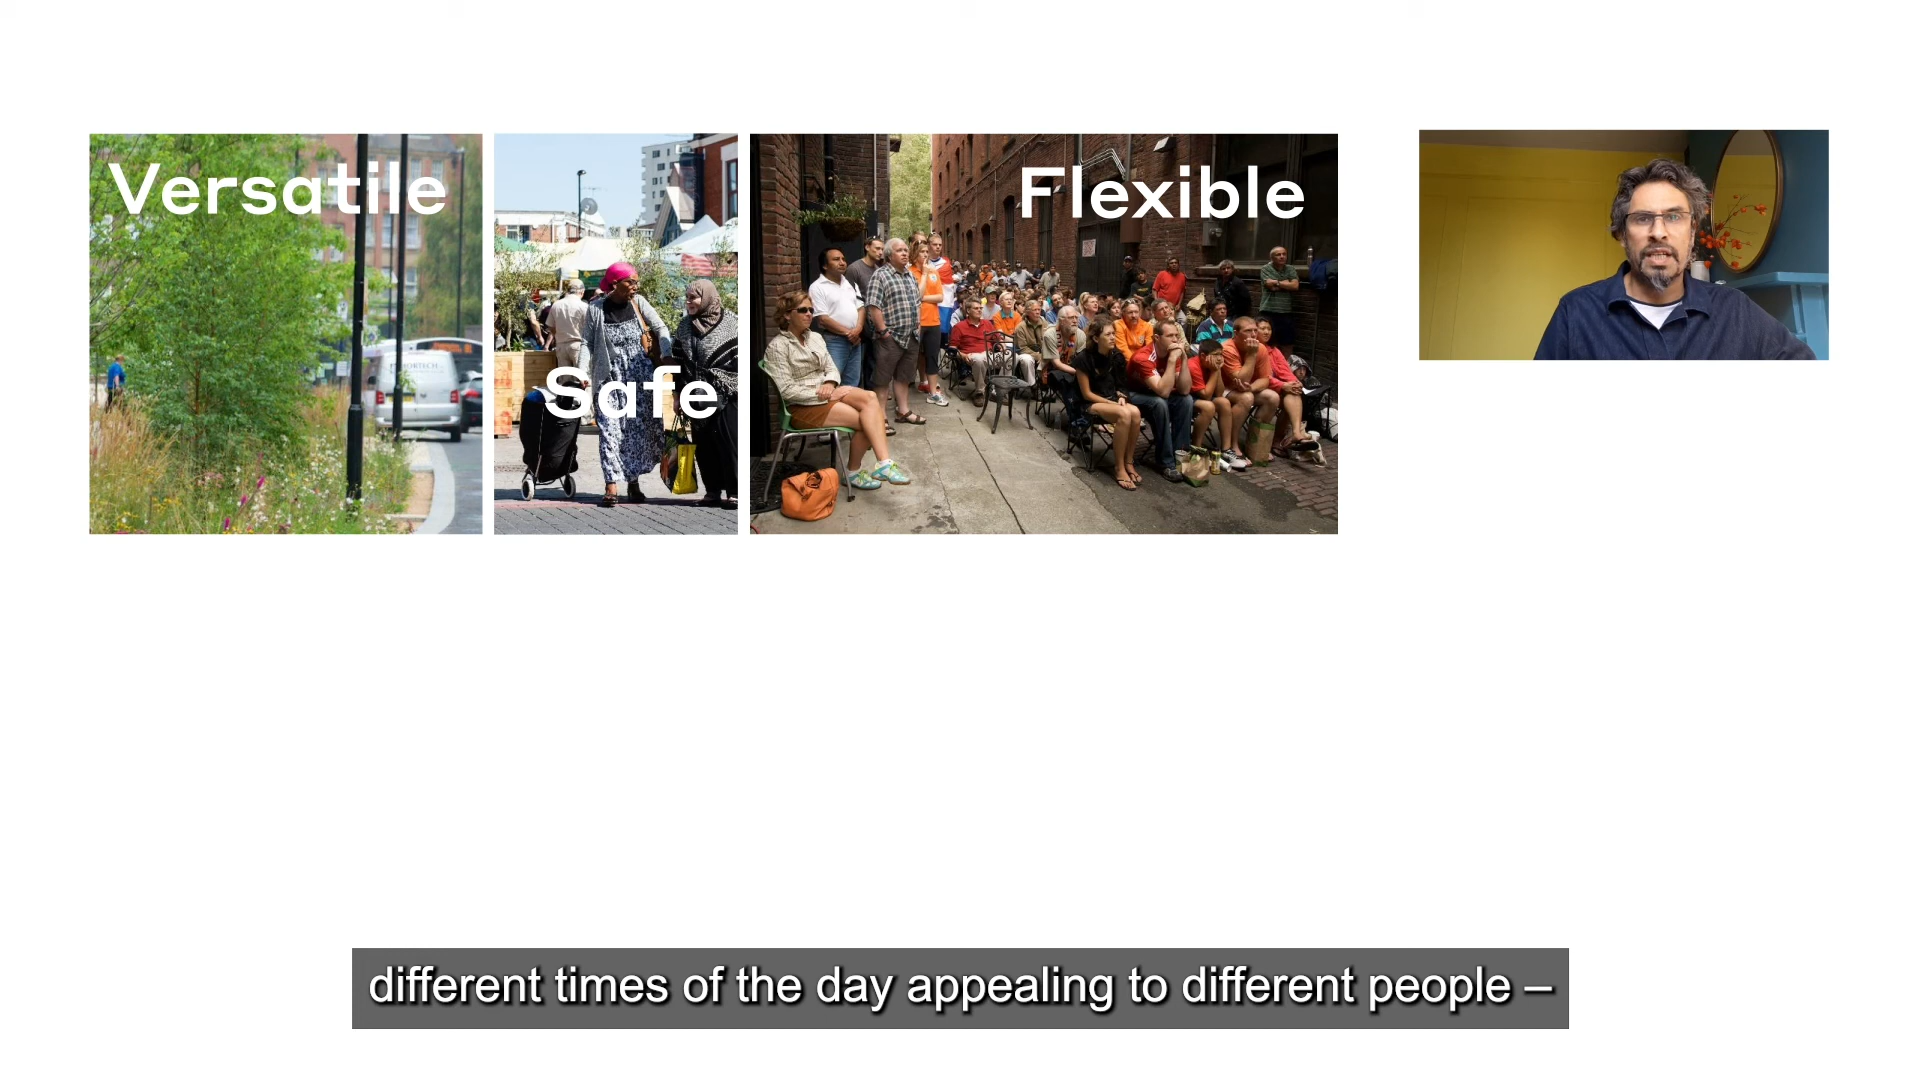 Versatile
Safe
Flexible
different times of the day appealing to different people –